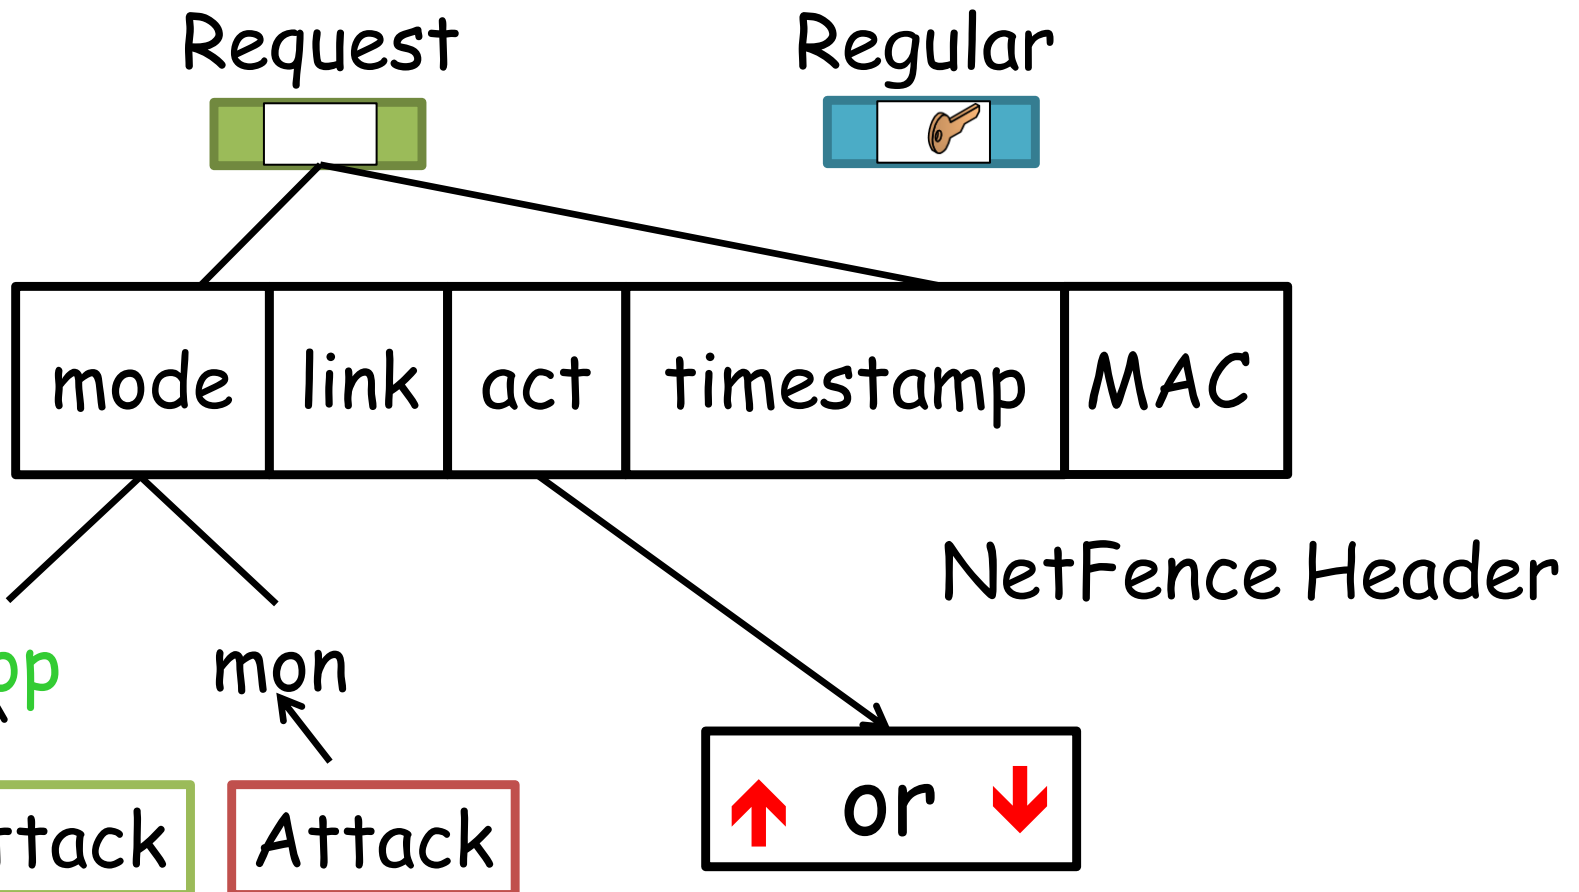 Request Regular
mode link act timestamp MAC
NetFence Header
mon
Attack
or